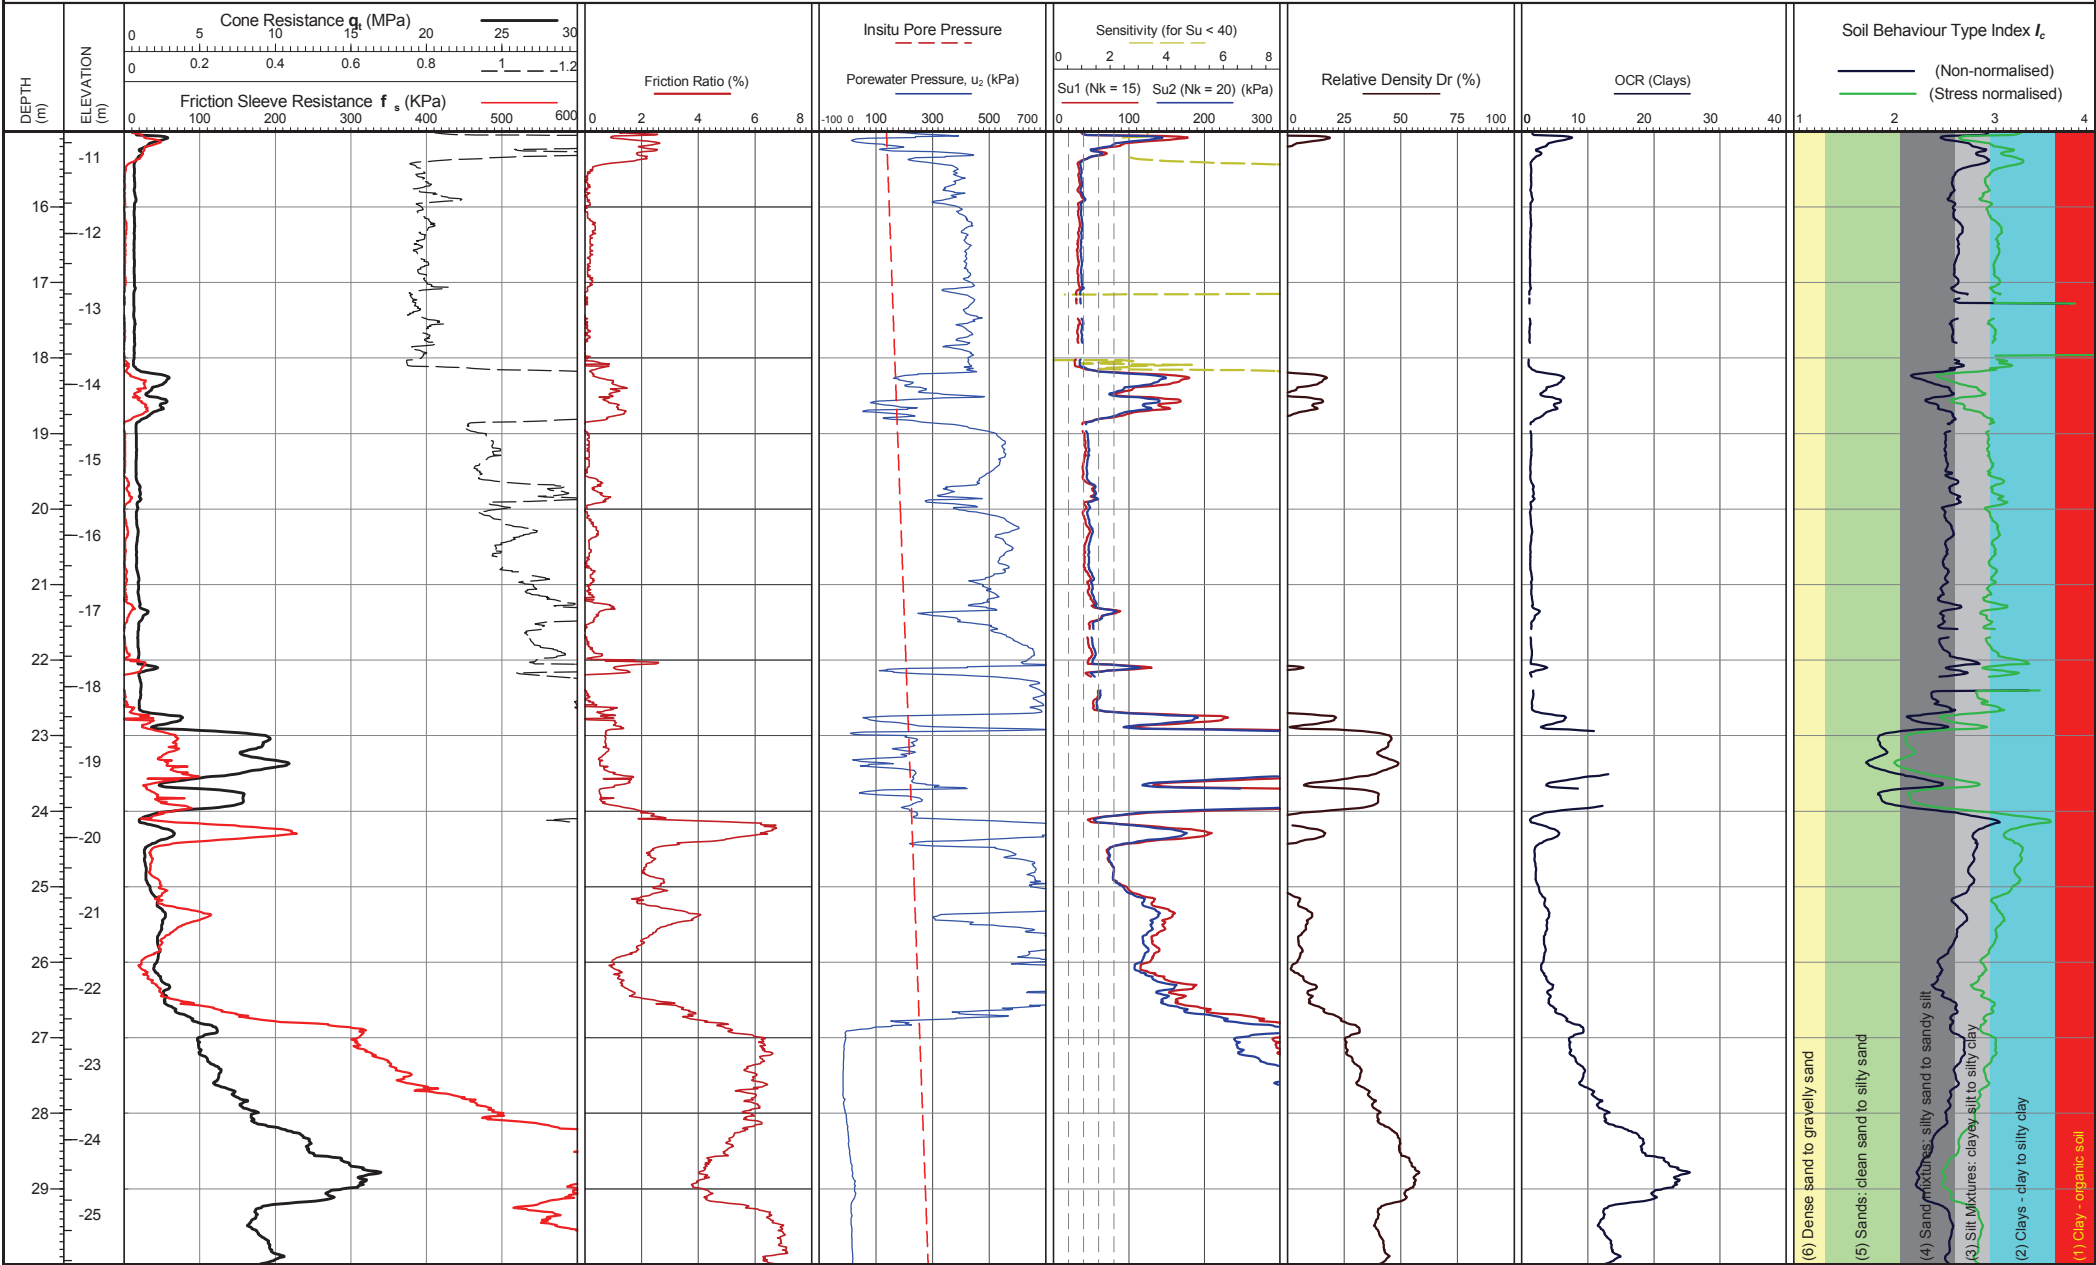 DEPTH
(m)
ELEVATION
(m)
Cone Resistance qt (MPa)
0 5 10 15 20 25 30
0 0.2 0.4 0.6 0.8 1 1.2
Friction Sleeve Resistance f s (KPa)
0 100 200 300 400 500 600
Friction Ratio (%)
0 2 4 6 8
Insitu Pore Pressure
Porewater Pressure, u2 (kPa)
-100 0 100 300 500 700
Sensitivity (for Su < 40)
0 2 4 6 8
Su1 (Nk = 15) Su2 (Nk = 20) (kPa)
0 100 200 300
Relative Density Dr (%)
0 25 50 75 100
OCR (Clays)
0 10 20 30 40
Soil Behaviour Type Index Ic
(Non-normalised)
(Stress normalised)
1 2 3 4
-11
16
-12
17
-13
18
-14
19
-15
20
-16
21
-17
22
-18
23
-19
24
-20
25
-21
26
-22
27
-23
28
-24
29
-25
(6) Dense sand to gravelly sand
(5) Sands: clean sand to silty sand
(4) Sand mixtures: silty sand to sandy silt
(3) Silt Mixtures: clayey silt to silty clay
(2) Clays - clay to silty clay
(1) Clay - organic soil